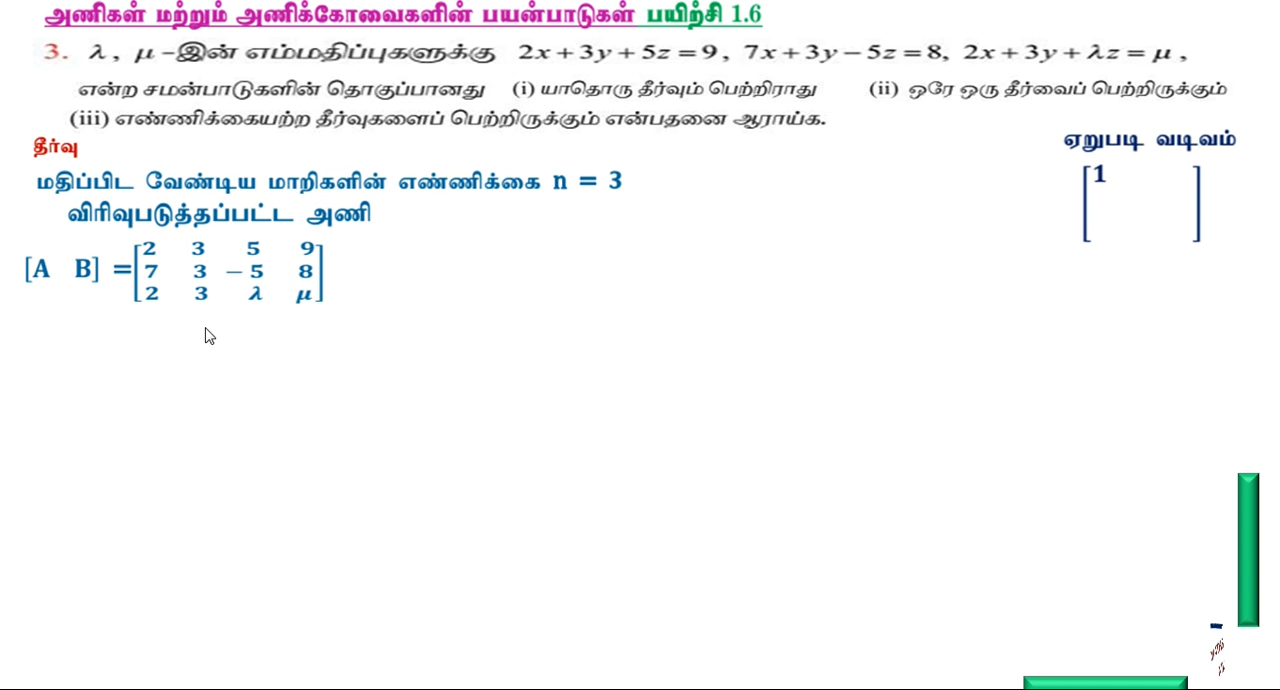 அணிகள் மற்றும் அணிக்கோவைகளின் பயன்பாடுகள் பயிற்சி 1.6
3. λ, μ -இன் எம்மதிப்புகளுக்கு 2x + 3y + 5z = 9, 7x + 3y − 5z = 8, 2x + 3y + λz = μ,
என்ற சமன்பாடுகளின் தொகுப்பானது (i) யாதொரு தீர்வும் பெற்றிராது (ii) ஒரே ஒரு தீர்வைப் பெற்றிருக்கும்
(iii) எண்ணிக்கையற்ற தீர்வுகளைப் பெற்றிருக்கும் என்பதனை ஆராய்க.
தீர்வு
ஏறுபடி வடிவம்
[1 ]
மதிப்பிட வேண்டிய மாறிகளின் எண்ணிக்கை n = 3
விரிவுபடுத்தப்பட்ட அணி
2 3 5 9
[A B] = 7 3 − 5 8
2 3 λ μ